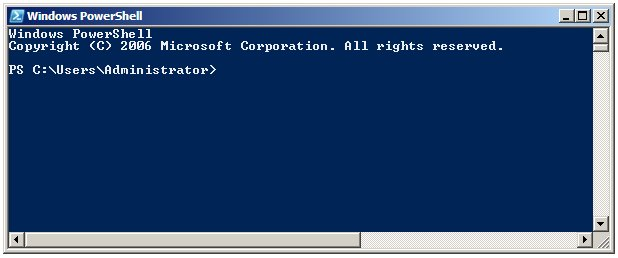 Windows PowerShell
Windows PowerShell
Copyright (C) 2006 Microsoft Corporation. All rights reserved.
PS C:\Users\Administrator>